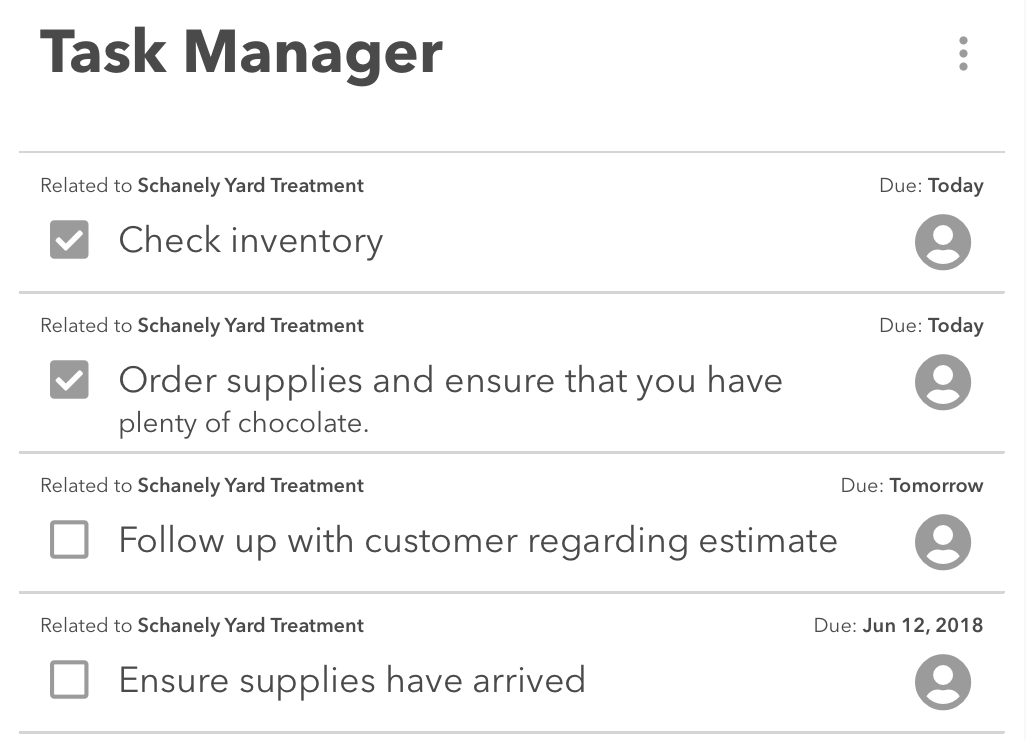 Task Manager
Related to Schanely Yard Treatment
Due: Today
Check inventory
Related to Schanely Yard Treatment
Due: Today
Order supplies and ensure that you have
plenty of chocolate.
Related to Schanely Yard Treatment
Due: Tomorrow
Follow up with customer regarding estimate
Related to Schanely Yard Treatment
Due: Jun 12, 2018
Ensure supplies have arrived